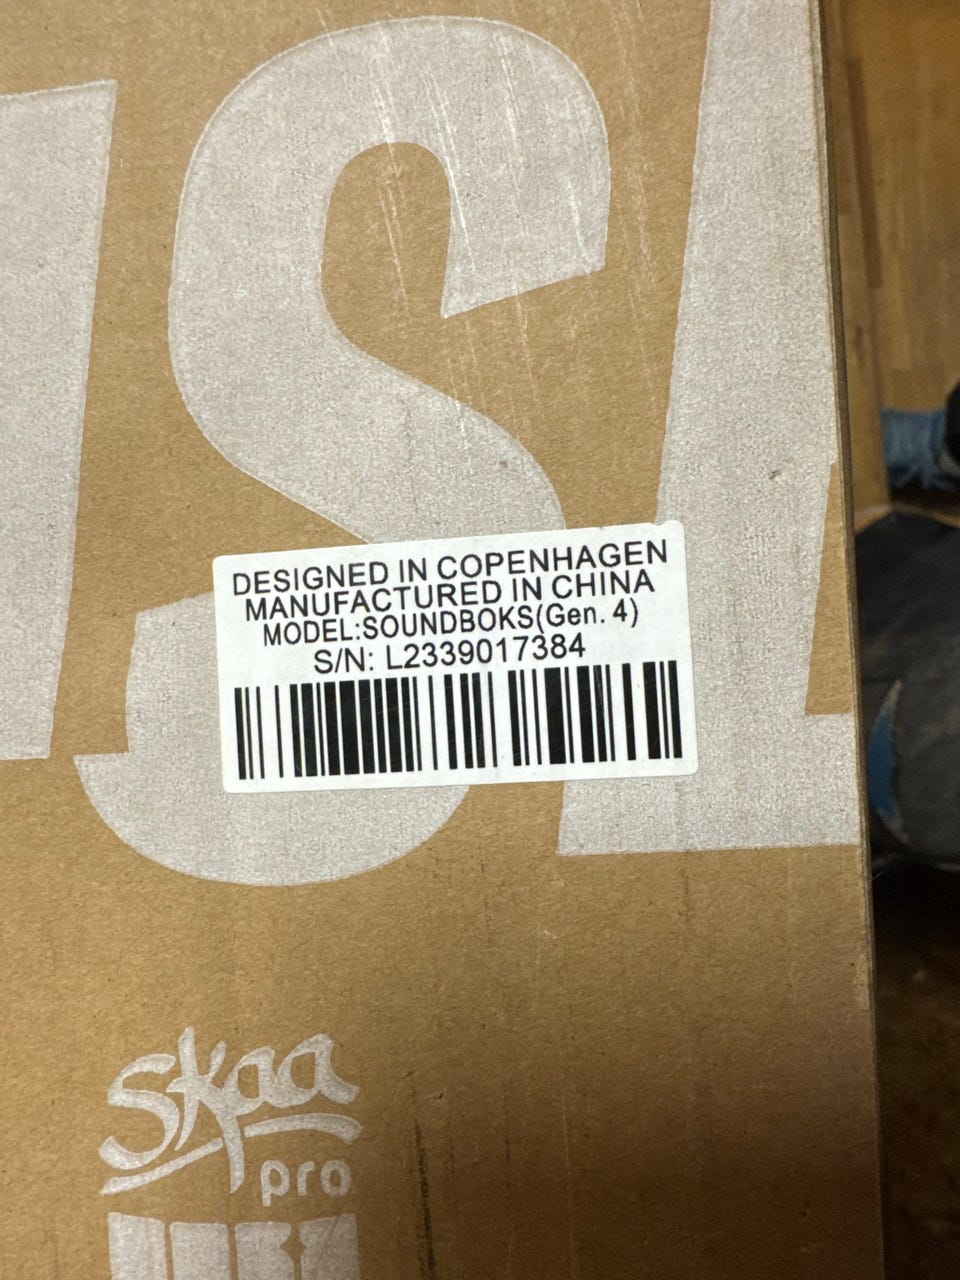 DESIGNED IN COPENHAGEN
MANUFACTURED IN CHINA
MODEL:SOUNDBOKS(Gen. 4)
S/N: L2339017384
skaa
pro